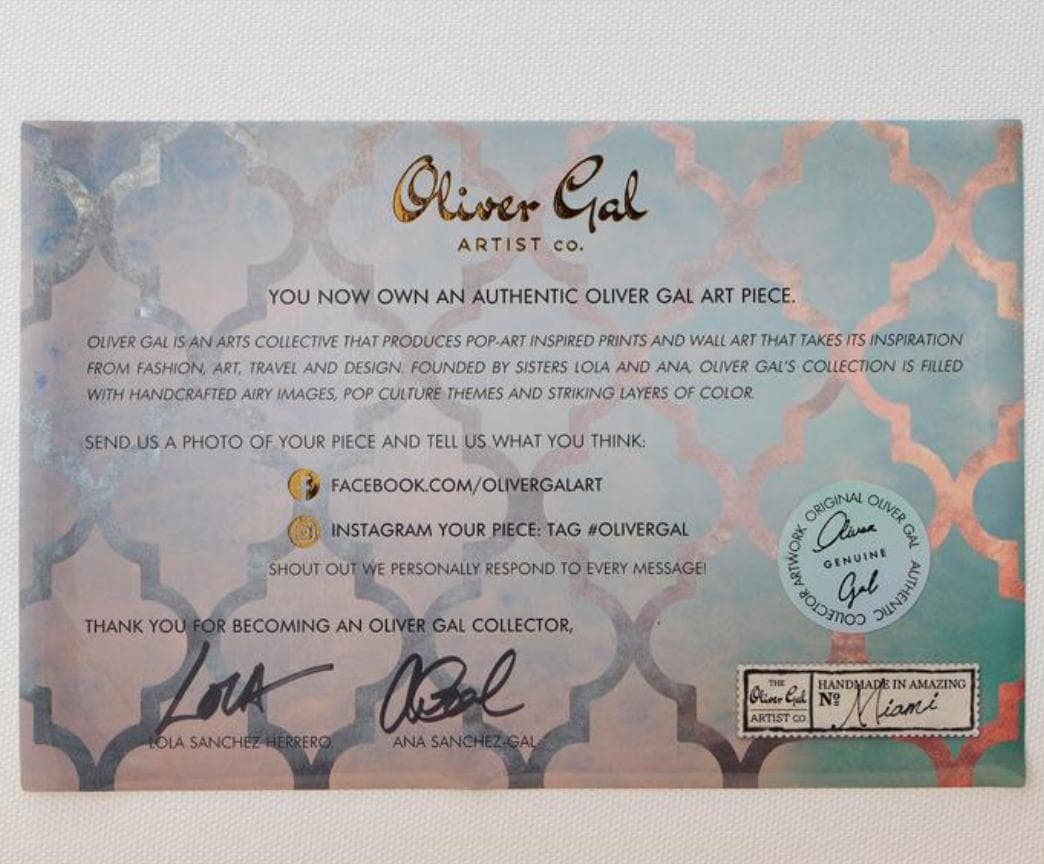 Oliver Gal
ARTIST co.
YOU NOW OWN AN AUTHENTIC OLIVER GAL ART PIECE.
OLIVER GAL IS AN ARTS COLLECTIVE THAT PRODUCES POP-ART INSPIRED PRINTS AND WALL ART THAT TAKES ITS INSPIRATION
FROM FASHION, ART, TRAVEL AND DESIGN. FOUNDED BY SISTERS LOLA AND ANA, OLIVER GAL'S COLLECTION IS FILLED
WITH HANDCRAFTED AIRY IMAGES, POP CULTURE THEMES AND STRIKING LAYERS OF COLOR.
SEND US A PHOTO OF YOUR PIECE AND TELL US WHAT YOU THINK:
FACEBOOK.COM/OLIVERGALART
INSTAGRAM YOUR PIECE: TAG #OLIVERGAL
SHOUT OUT WE PERSONALLY RESPOND TO EVERY MESSAGE!
ORIGINAL OLIVER GAL AUTHENTIC COLLECTOR ARTWORK
Oliver
GENUINE
Gal
THANK YOU FOR BECOMING AN OLIVER GAL COLLECTOR,
LOLA
LOLA SANCHEZ HERRERO
ANA SANCHEZ-GAL
THE
Oliver Gal
ARTIST CO
HANDMADE IN AMAZING
Nº Miami